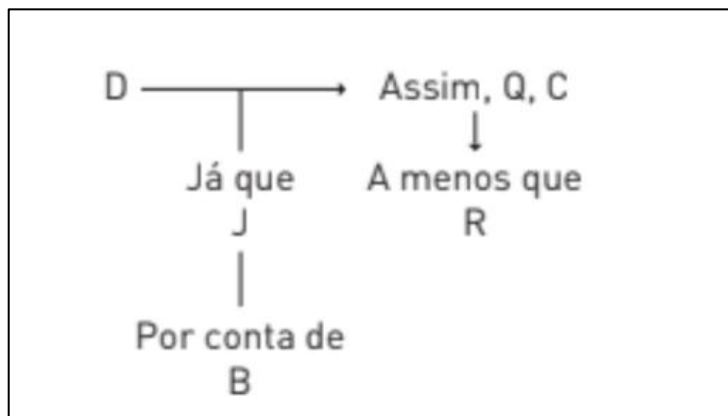 D Assim, Q, C
Já que A menos que
J R
Por conta de
B